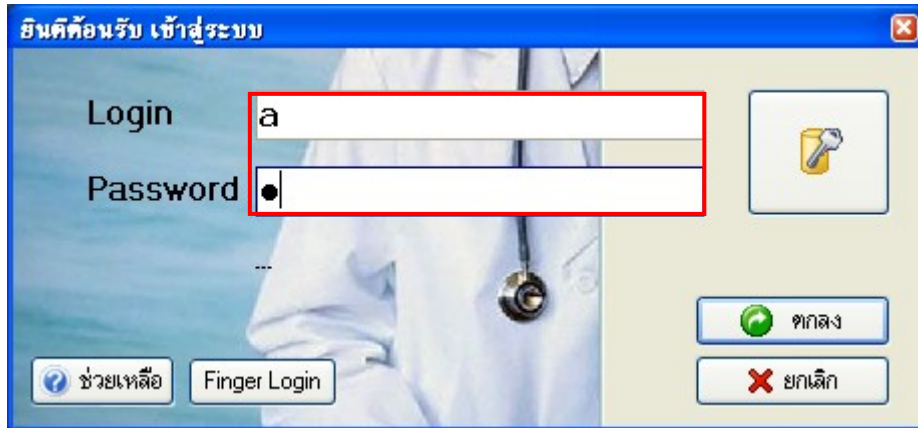 ยินดีต้อนรับ เข้าสู่ระบบ
Login a
Password ●
...
ตกลง
ช่วยเหลือ Finger Login ยกเลิก